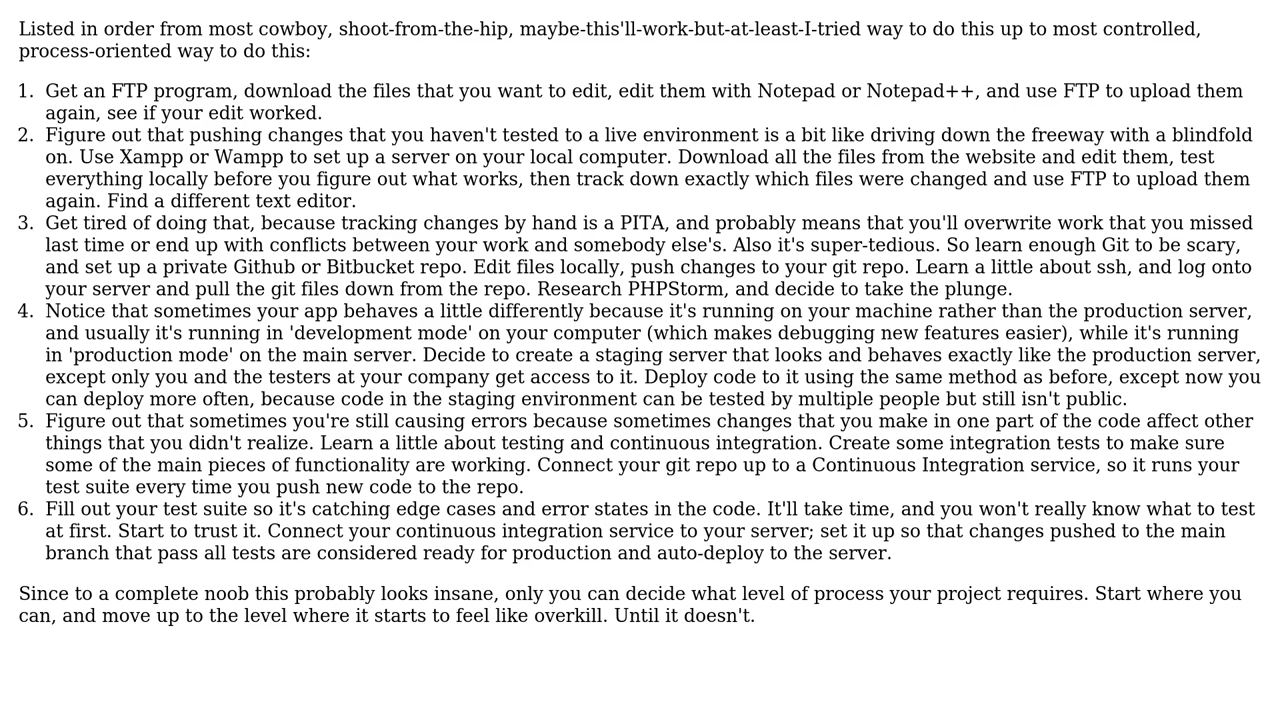 Listed in order from most cowboy, shoot-from-the-hip, maybe-this'll-work-but-at-least-I-tried way to do this up to most controlled,
process-oriented way to do this:
1. Get an FTP program, download the files that you want to edit, edit them with Notepad or Notepad++, and use FTP to upload them
again, see if your edit worked.
2. Figure out that pushing changes that you haven't tested to a live environment is a bit like driving down the freeway with a blindfold
on. Use Xampp or Wampp to set up a server on your local computer. Download all the files from the website and edit them, test
everything locally before you figure out what works, then track down exactly which files were changed and use FTP to upload them
again. Find a different text editor.
3. Get tired of doing that, because tracking changes by hand is a PITA, and probably means that you'll overwrite work that you missed
last time or end up with conflicts between your work and somebody else's. Also it's super-tedious. So learn enough Git to be scary,
and set up a private Github or Bitbucket repo. Edit files locally, push changes to your git repo. Learn a little about ssh, and log onto
your server and pull the git files down from the repo. Research PHPStorm, and decide to take the plunge.
4. Notice that sometimes your app behaves a little differently because it's running on your machine rather than the production server,
and usually it's running in 'development mode' on your computer (which makes debugging new features easier), while it's running
in 'production mode' on the main server. Decide to create a staging server that looks and behaves exactly like the production server,
except only you and the testers at your company get access to it. Deploy code to it using the same method as before, except now you
can deploy more often, because code in the staging environment can be tested by multiple people but still isn't public.
5. Figure out that sometimes you're still causing errors because sometimes changes that you make in one part of the code affect other
things that you didn't realize. Learn a little about testing and continuous integration. Create some integration tests to make sure
some of the main pieces of functionality are working. Connect your git repo up to a Continuous Integration service, so it runs your
test suite every time you push new code to the repo.
6. Fill out your test suite so it's catching edge cases and error states in the code. It'll take time, and you won't really know what to test
at first. Start to trust it. Connect your continuous integration service to your server; set it up so that changes pushed to the main
branch that pass all tests are considered ready for production and auto-deploy to the server.
Since to a complete noob this probably looks insane, only you can decide what level of process your project requires. Start where you
can, and move up to the level where it starts to feel like overkill. Until it doesn't.